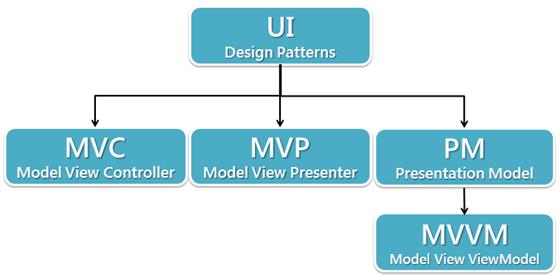 UI
Design Patterns
MVC
Model View Controller
MVP
Model View Presenter
PM
Presentation Model
MVVM
Model View ViewModel